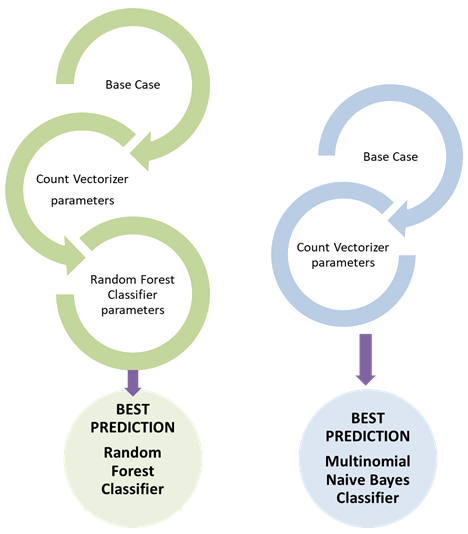 Base Case
Count Vectorizer
parameters
Random Forest
Classifier
parameters
BEST
PREDICTION
Random
Forest
Classifier
Base Case
Count Vectorizer
parameters
BEST
PREDICTION
Multinomial
Naive Bayes
Classifier